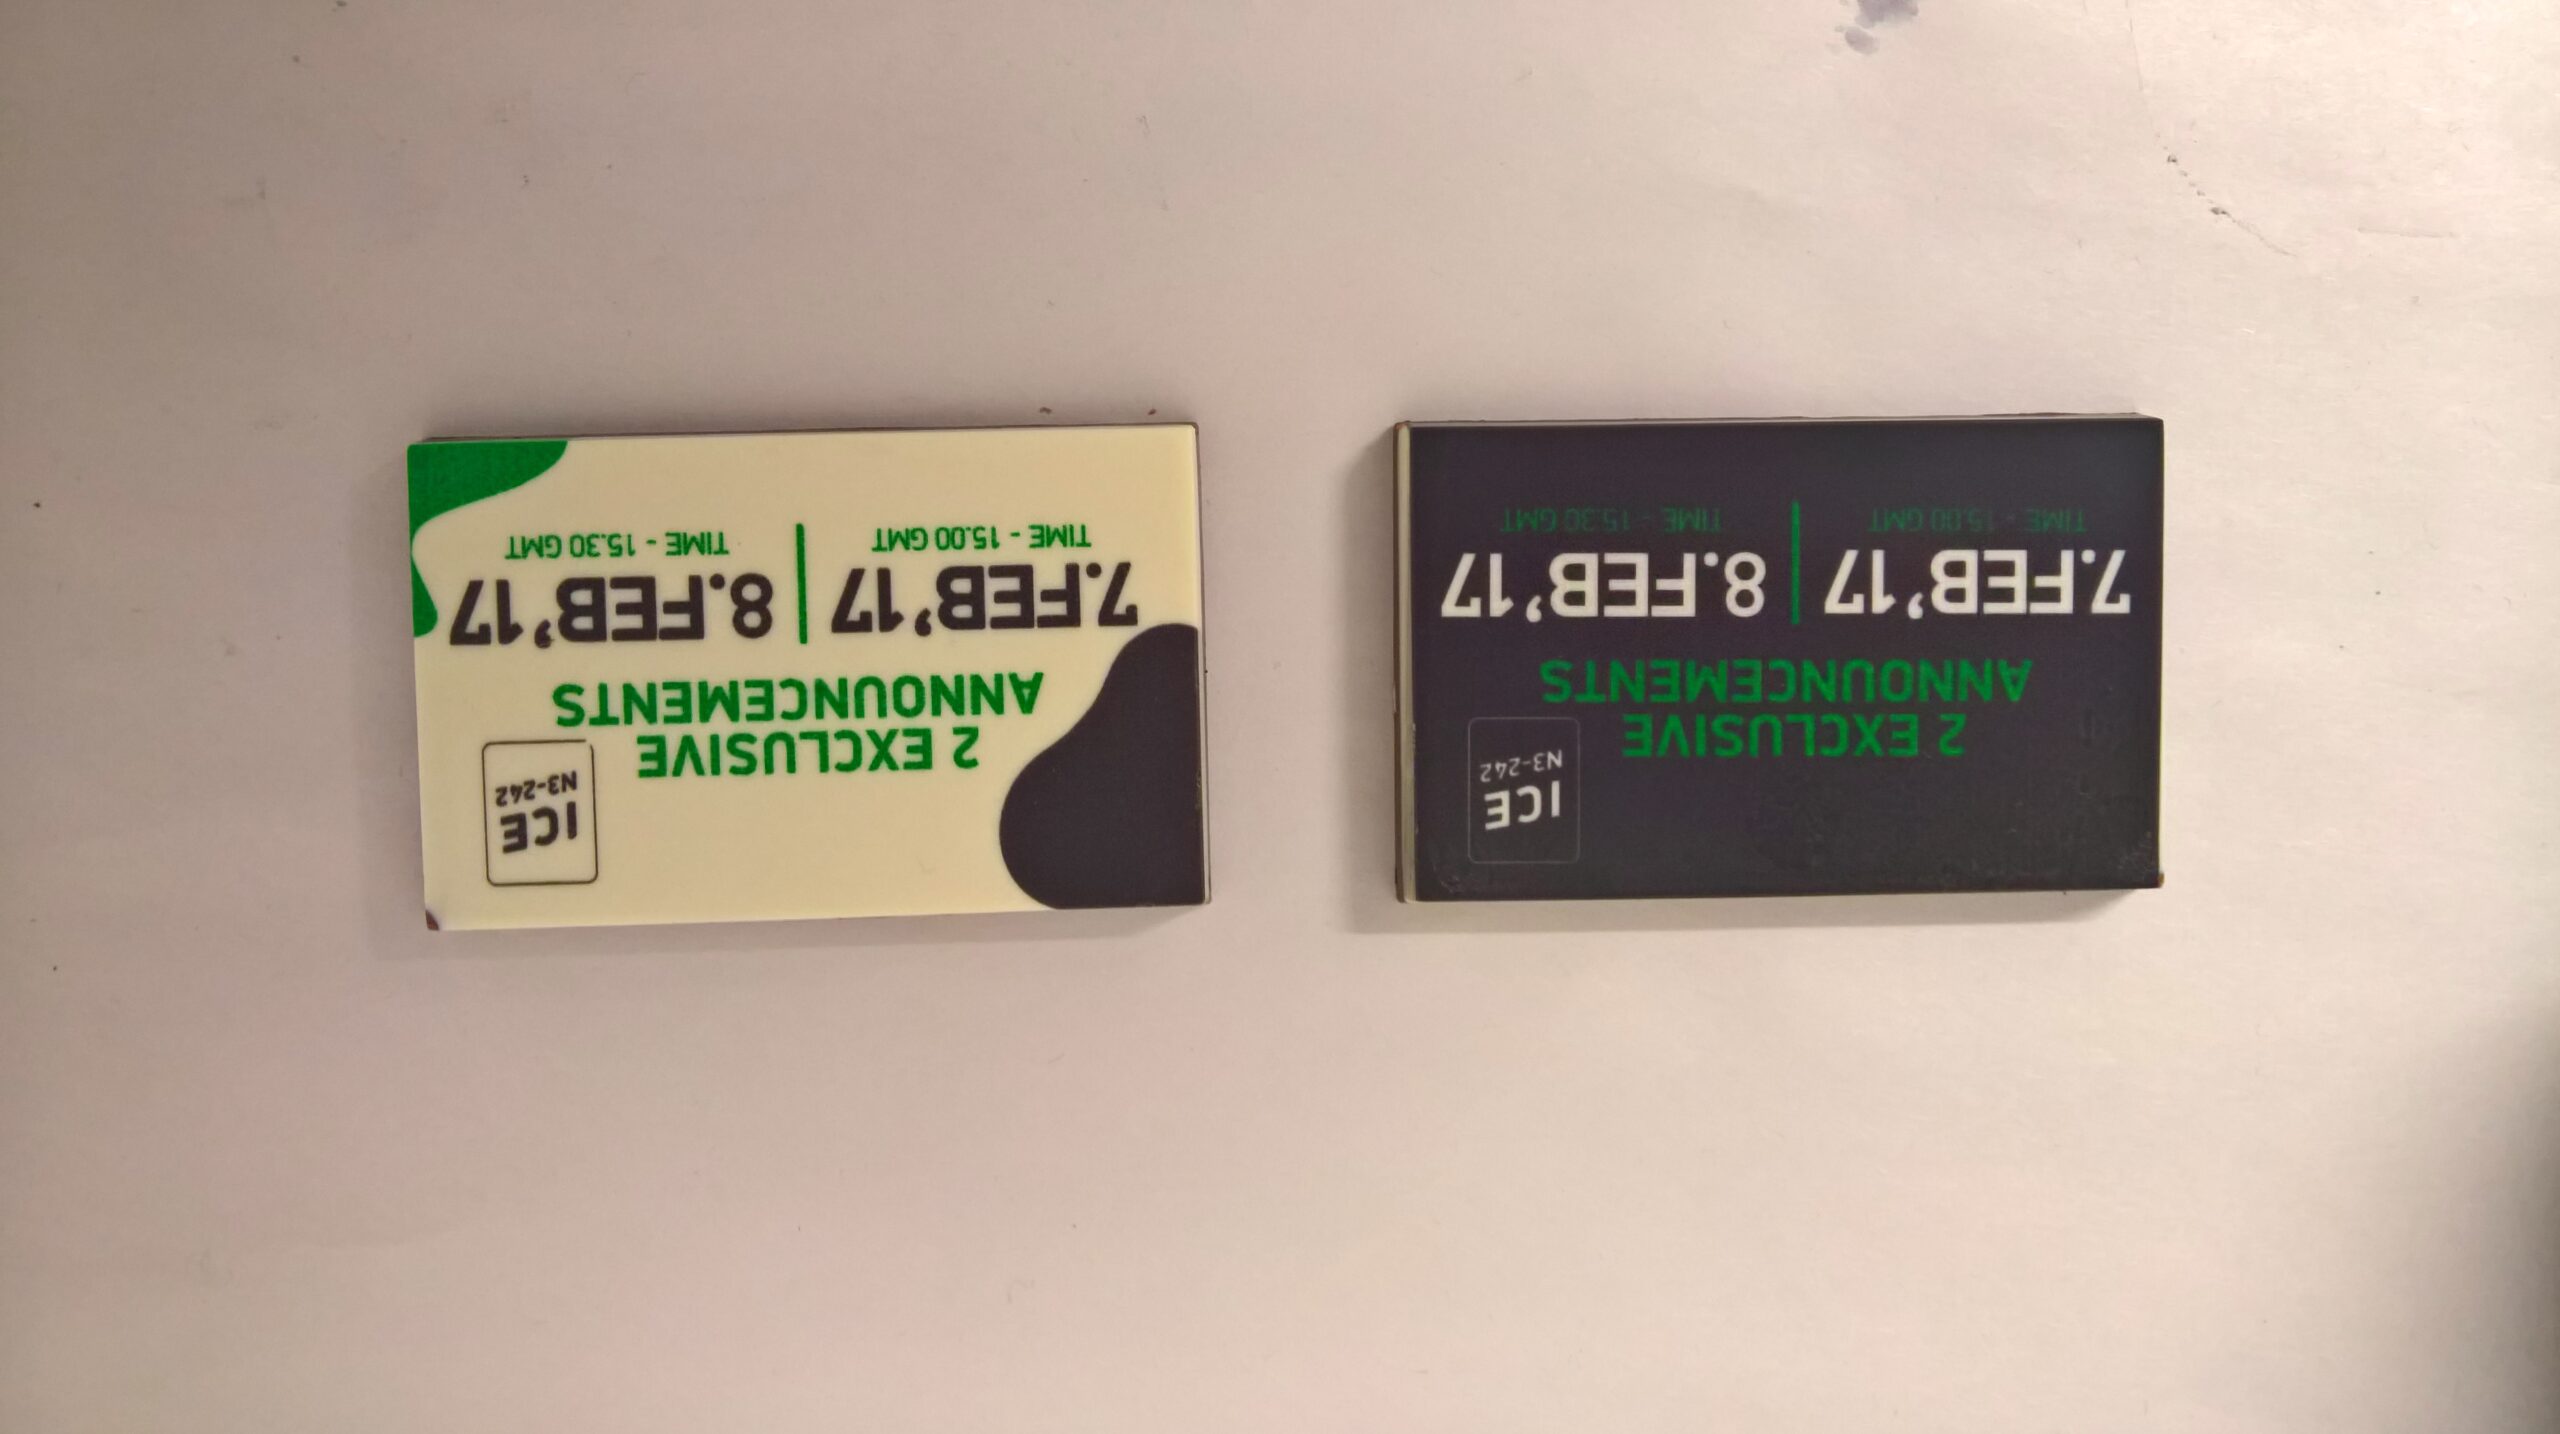 ICE
N3-242
2 EXCLUSIVE
ANNOUNCEMENTS
7.FEB'17 | 8.FEB'17
TIME - 15.00 GMT TIME - 15.30 GMT
ICE
N3-242
2 EXCLUSIVE
ANNOUNCEMENTS
7.FEB'17 | 8.FEB'17
TIME - 15.00 GMT TIME - 15.30 GMT